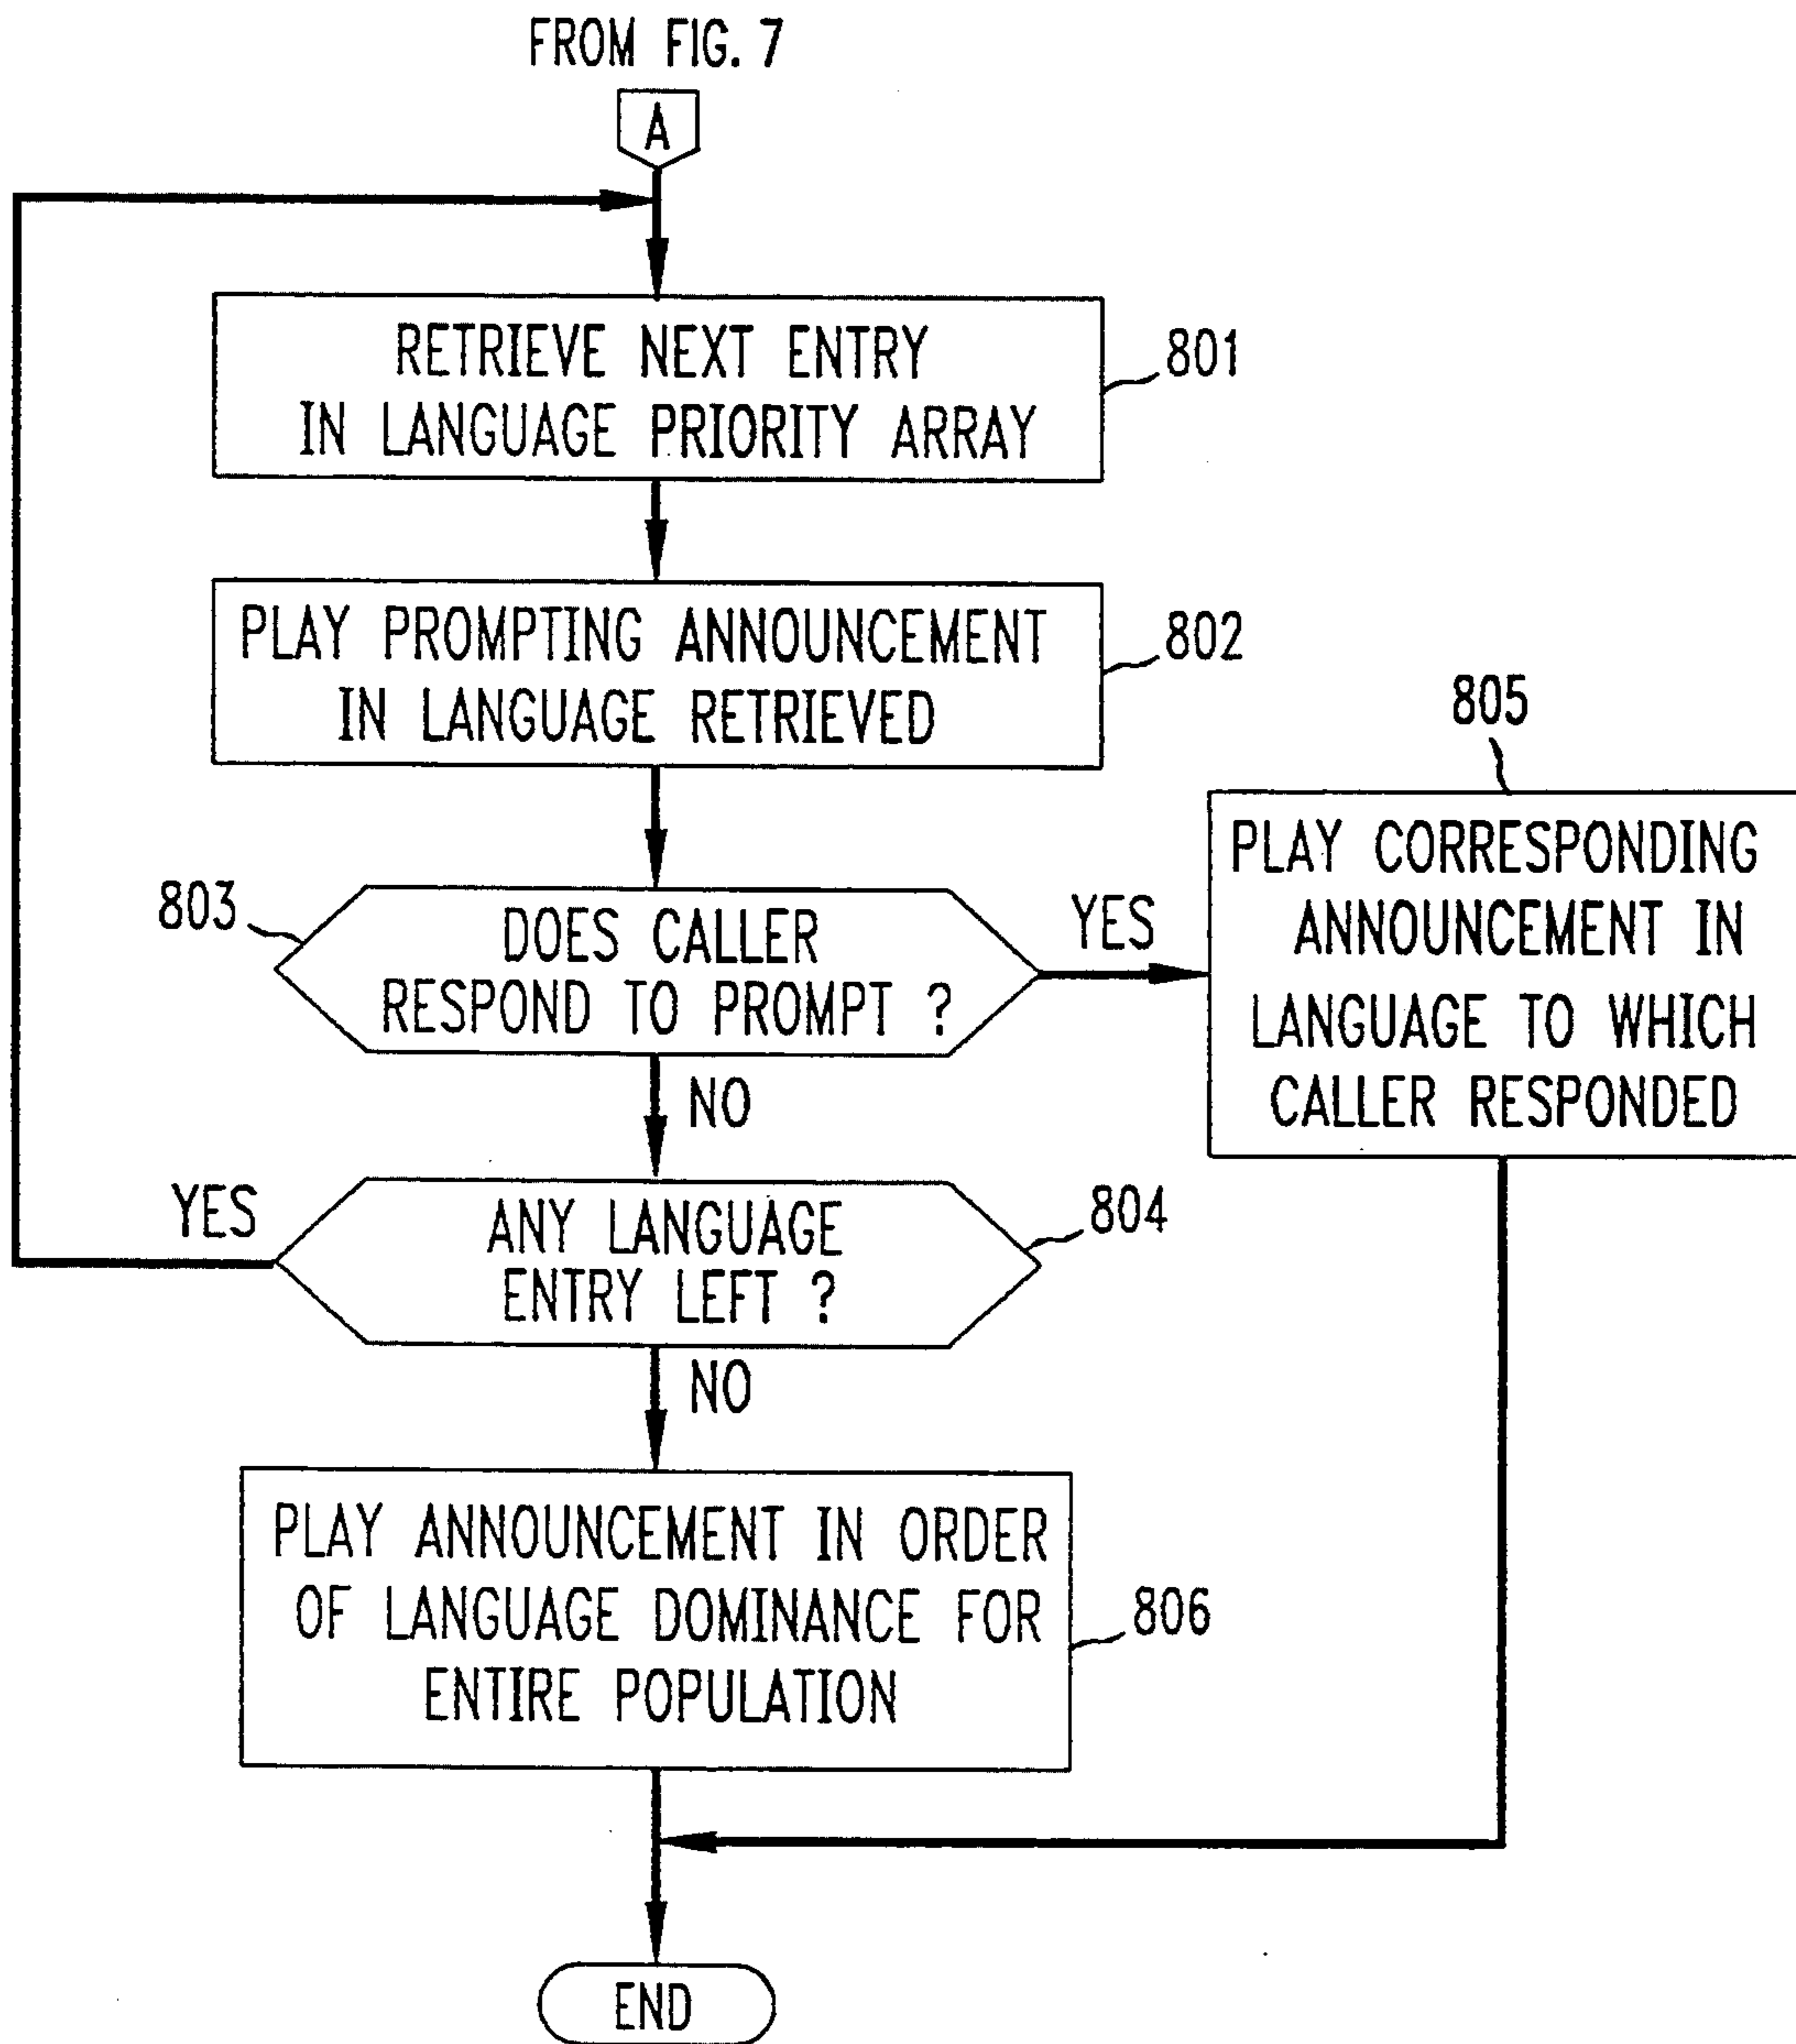 FROM FIG. 7
A
RETRIEVE NEXT ENTRY
IN LANGUAGE PRIORITY ARRAY
801
PLAY PROMPTING ANNOUNCEMENT
IN LANGUAGE RETRIEVED
802
805
PLAY CORRESPONDING
ANNOUNCEMENT IN
LANGUAGE TO WHICH
CALLER RESPONDED
803
DOES CALLER
RESPOND TO PROMPT ?
YES
NO
YES
ANY LANGUAGE
ENTRY LEFT ?
804
NO
PLAY ANNOUNCEMENT IN ORDER
OF LANGUAGE DOMINANCE FOR
ENTIRE POPULATION
806
END